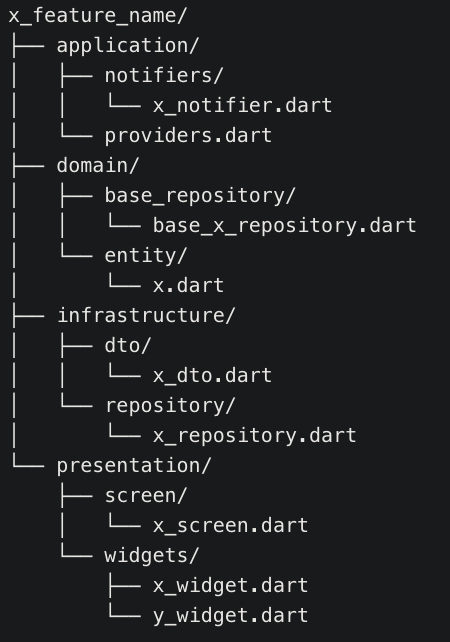 x_feature_name/
├── application/
│   ├── notifiers/
│   │   └── x_notifier.dart
│   └── providers.dart
├── domain/
│   ├── base_repository/
│   │   └── base_x_repository.dart
│   └── entity/
│       └── x.dart
├── infrastructure/
│   ├── dto/
│   │   └── x_dto.dart
│   └── repository/
│       └── x_repository.dart
└── presentation/
    ├── screen/
    │   └── x_screen.dart
    └── widgets/
        ├── x_widget.dart
        └── y_widget.dart